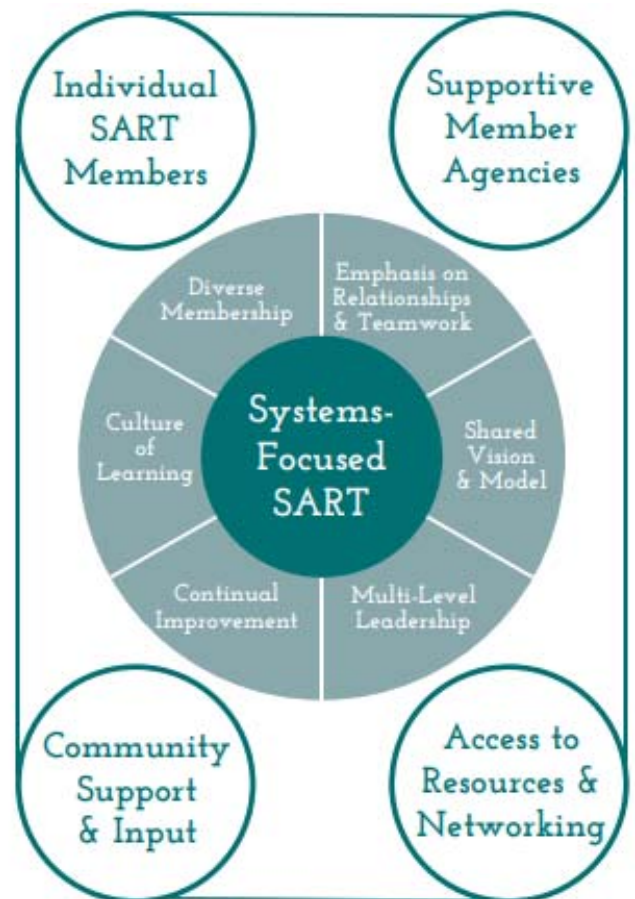 Individual
SART
Members
Supportive
Member
Agencies
Diverse
Membership
Emphasis on
Relationships
& Teamwork
Culture
of
Learning
Systems-
Focused
SART
Shared
Vision
& Model
Continual
Improvement
Multi-Level
Leadership
Community
Support
& Input
Access to
Resources &
Networking